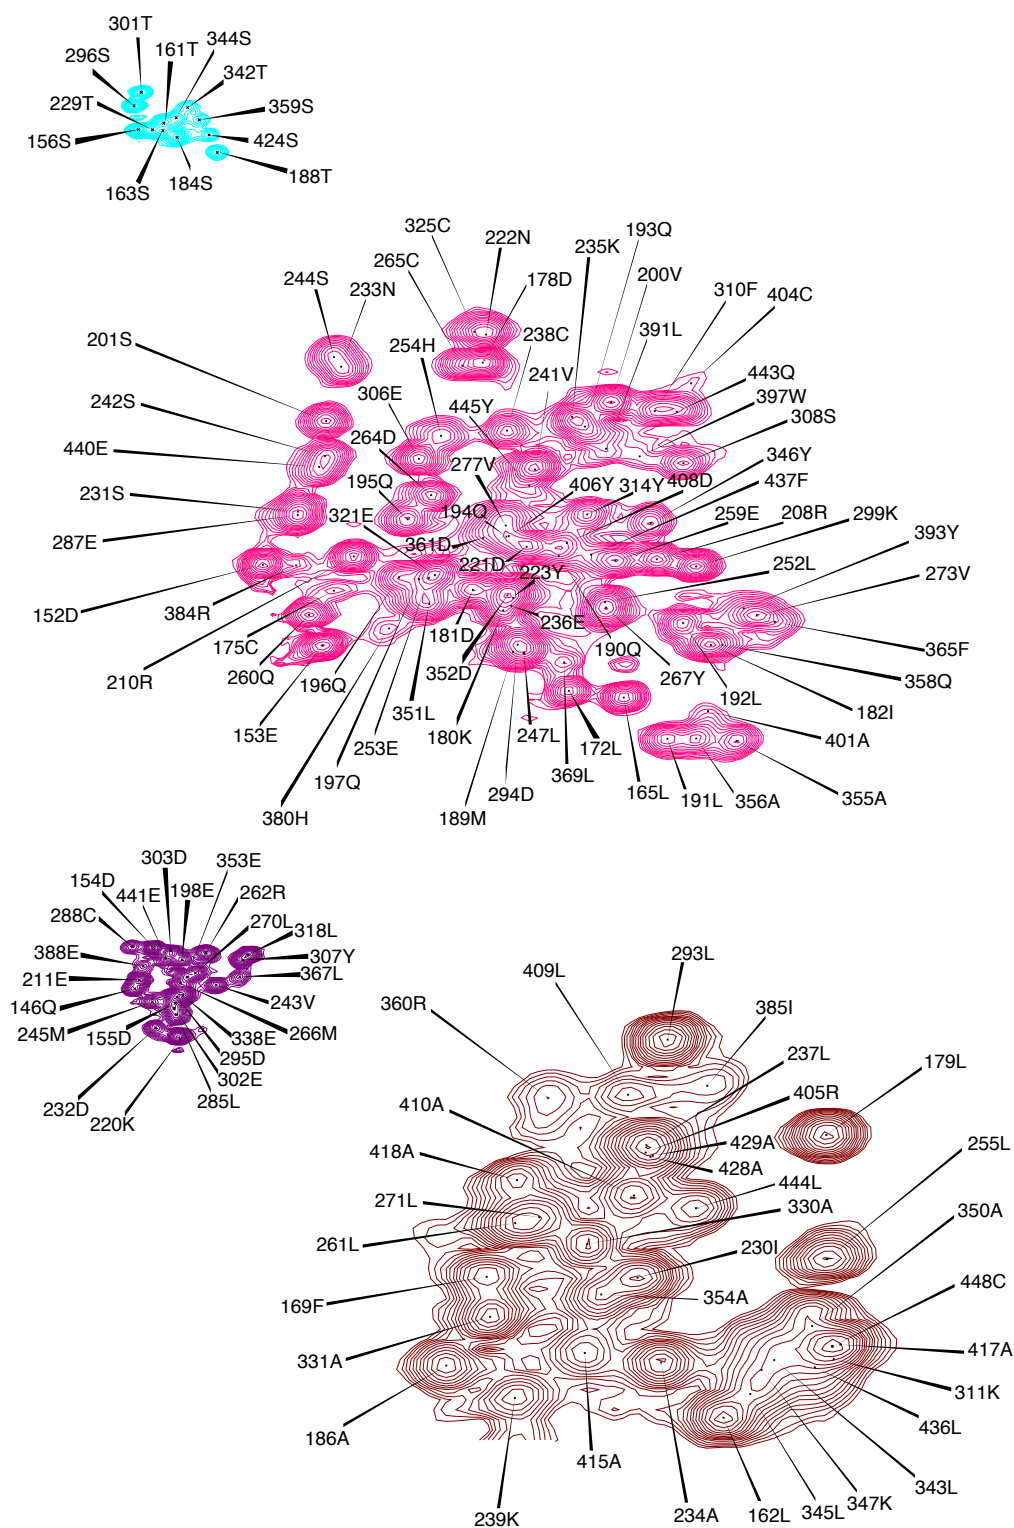 301T
344S
161T
296S
342T
229T
359S
156S
424S
188T
184S
163S
325C
222N
193Q
235K
265C
178D
200V
244S
233N
310F
404C
201S
254H
238C
391L
241V
443Q
306E
397W
242S
445Y
308S
264D
440E
277V
346Y
195Q
406Y
314Y
408D
437F
231S
321E
194Q
259E
208R
299K
393Y
287E
361D
221D
223Y
252L
273V
152D
384R
236E
175C
181D
190Q
365F
210R
260Q
352D
267Y
358Q
196Q
192L
182I
153E
351L
180K
247L
172L
401A
253E
197Q
369L
294D
165L
191L
356A
355A
380H
189M
303D
353E
154D
441E
198E
262R
288C
270L
318L
388E
307Y
211E
367L
146Q
243V
245M
155D
338E
266M
295D
302E
232D
285L
220K
293L
409L
360R
385I
237L
179L
405R
410A
429A
255L
418A
428A
444L
271L
330A
350A
261L
230I
448C
169F
354A
417A
331A
311K
436L
186A
415A
343L
347K
239K
234A
162L
345L